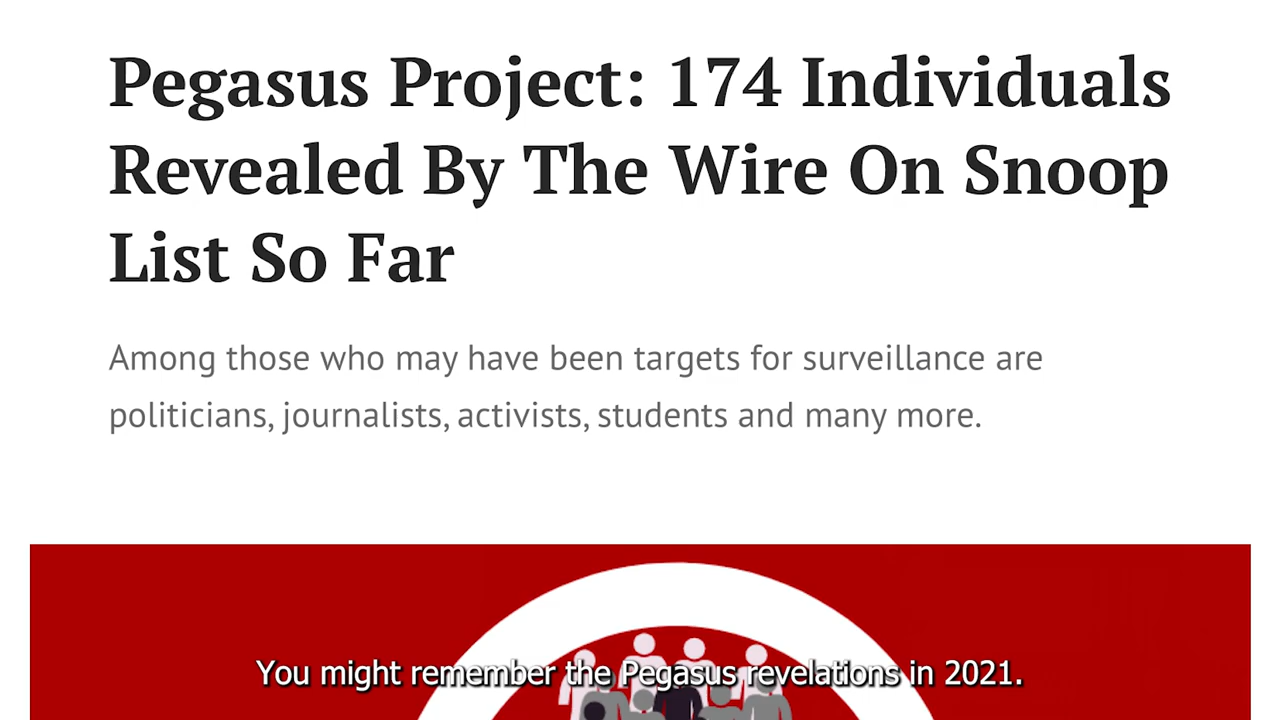 Pegasus Project: 174 Individuals
Revealed By The Wire On Snoop
List So Far
Among those who may have been targets for surveillance are
politicians, journalists, activists, students and many more.
You might remember the Pegasus revelations in 2021.